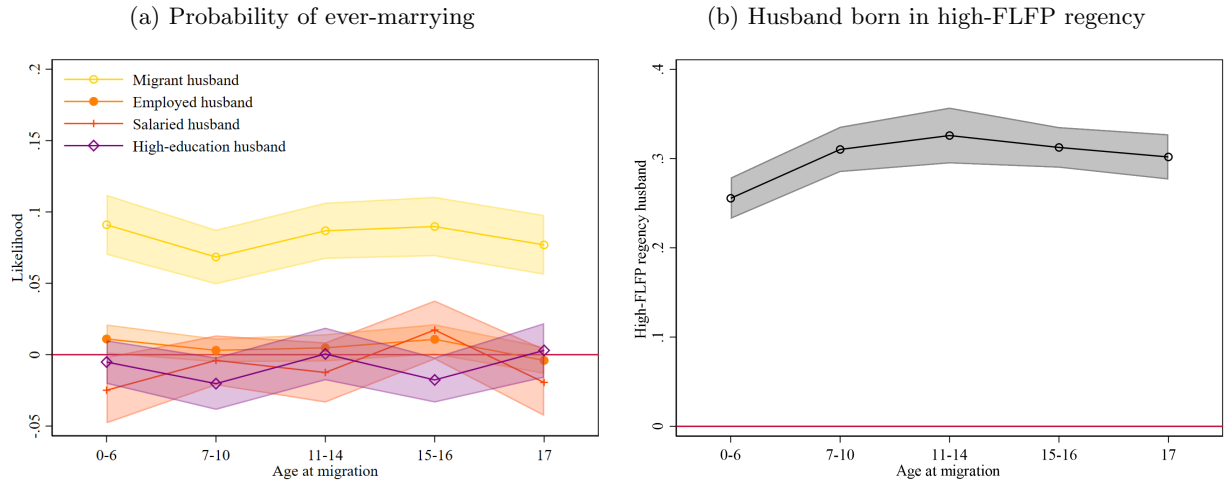 (a) Probability of ever-marrying
.2
.15
.1
.05
0
-.05
Likelihood
Migrant husband
Employed husband
Salaried husband
High-education husband
0-6
7-10
11-14
15-16
17
Age at migration
(b) Husband born in high-FLFP regency
.4
.3
.2
.1
0
High-FLFP regency husband
0-6
7-10
11-14
15-16
17
Age at migration